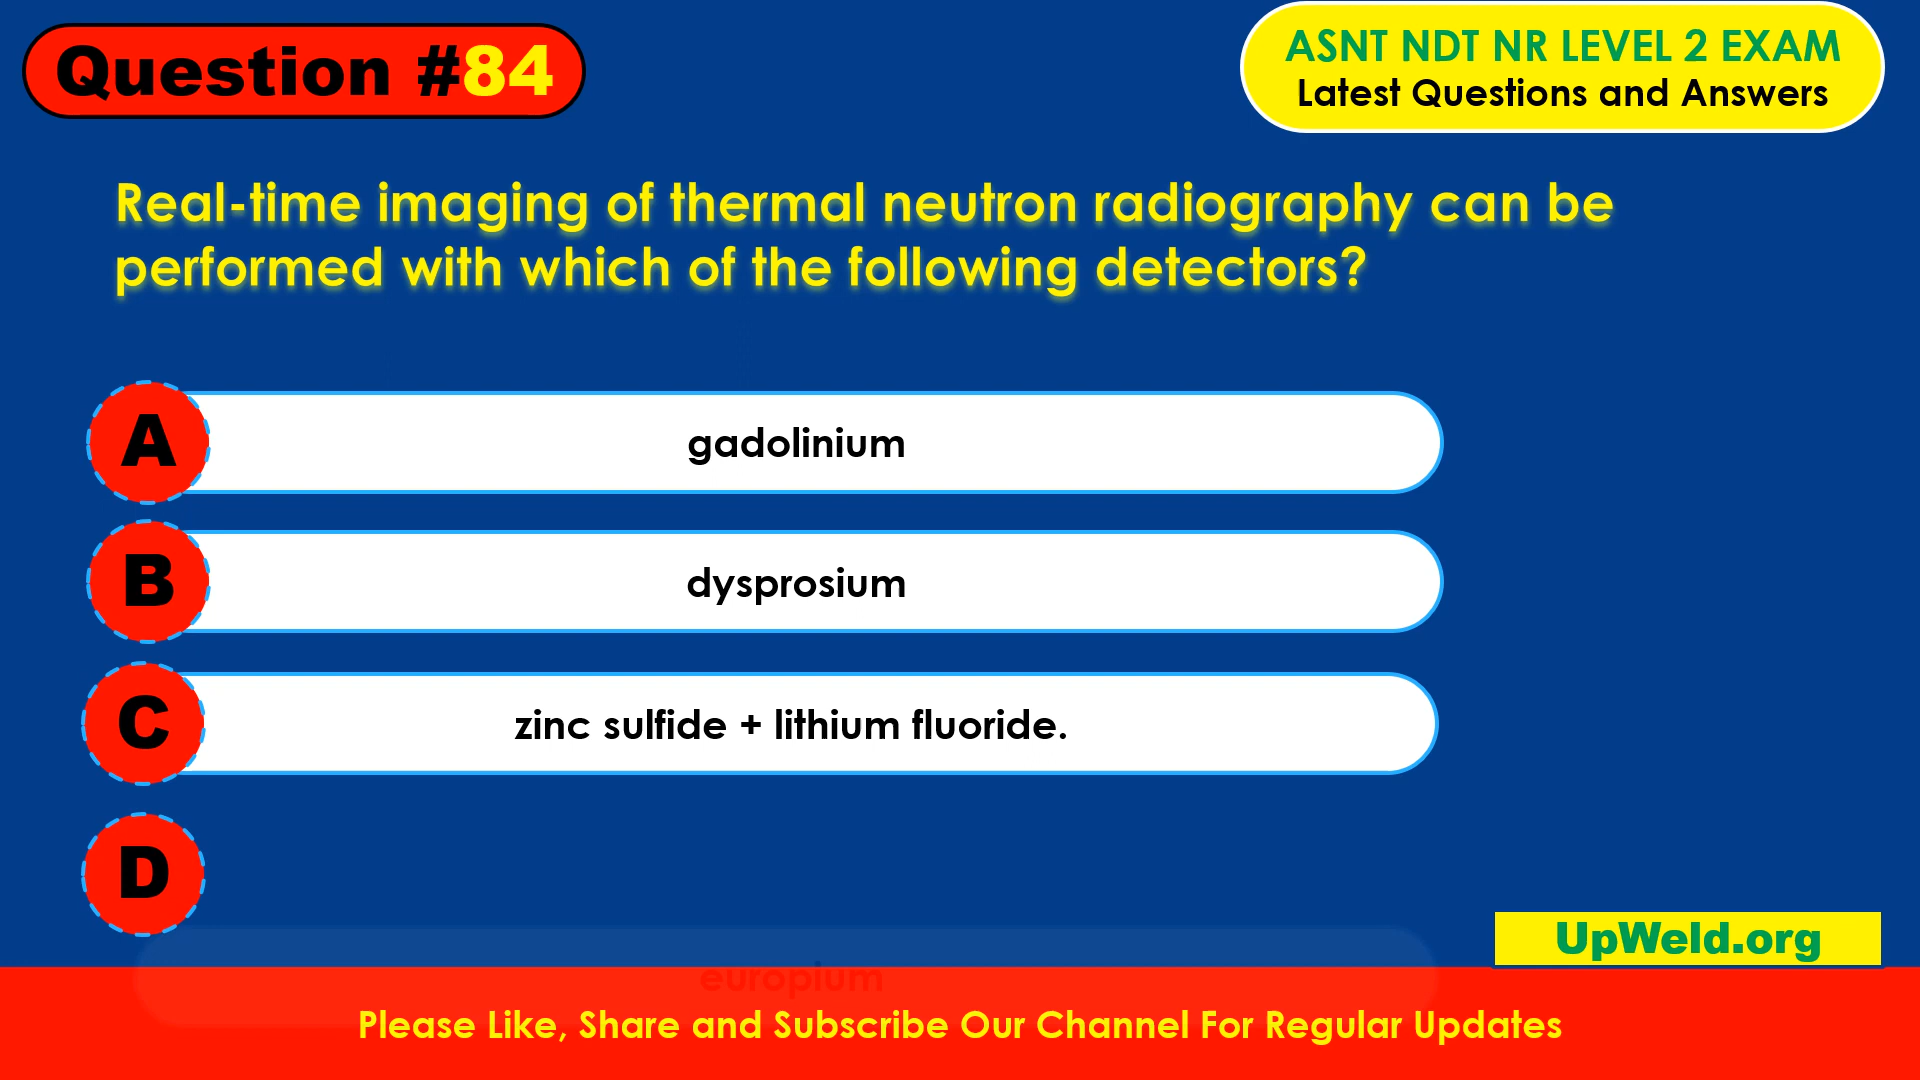 Question #84
ASNT NDT NR LEVEL 2 EXAM
Latest Questions and Answers
Real-time imaging of thermal neutron radiography can be
performed with which of the following detectors?
A
gadolinium
B
dysprosium
C
zinc sulfide + lithium fluoride.
D
europium
UpWeld.org
Please Like, Share and Subscribe Our Channel For Regular Updates